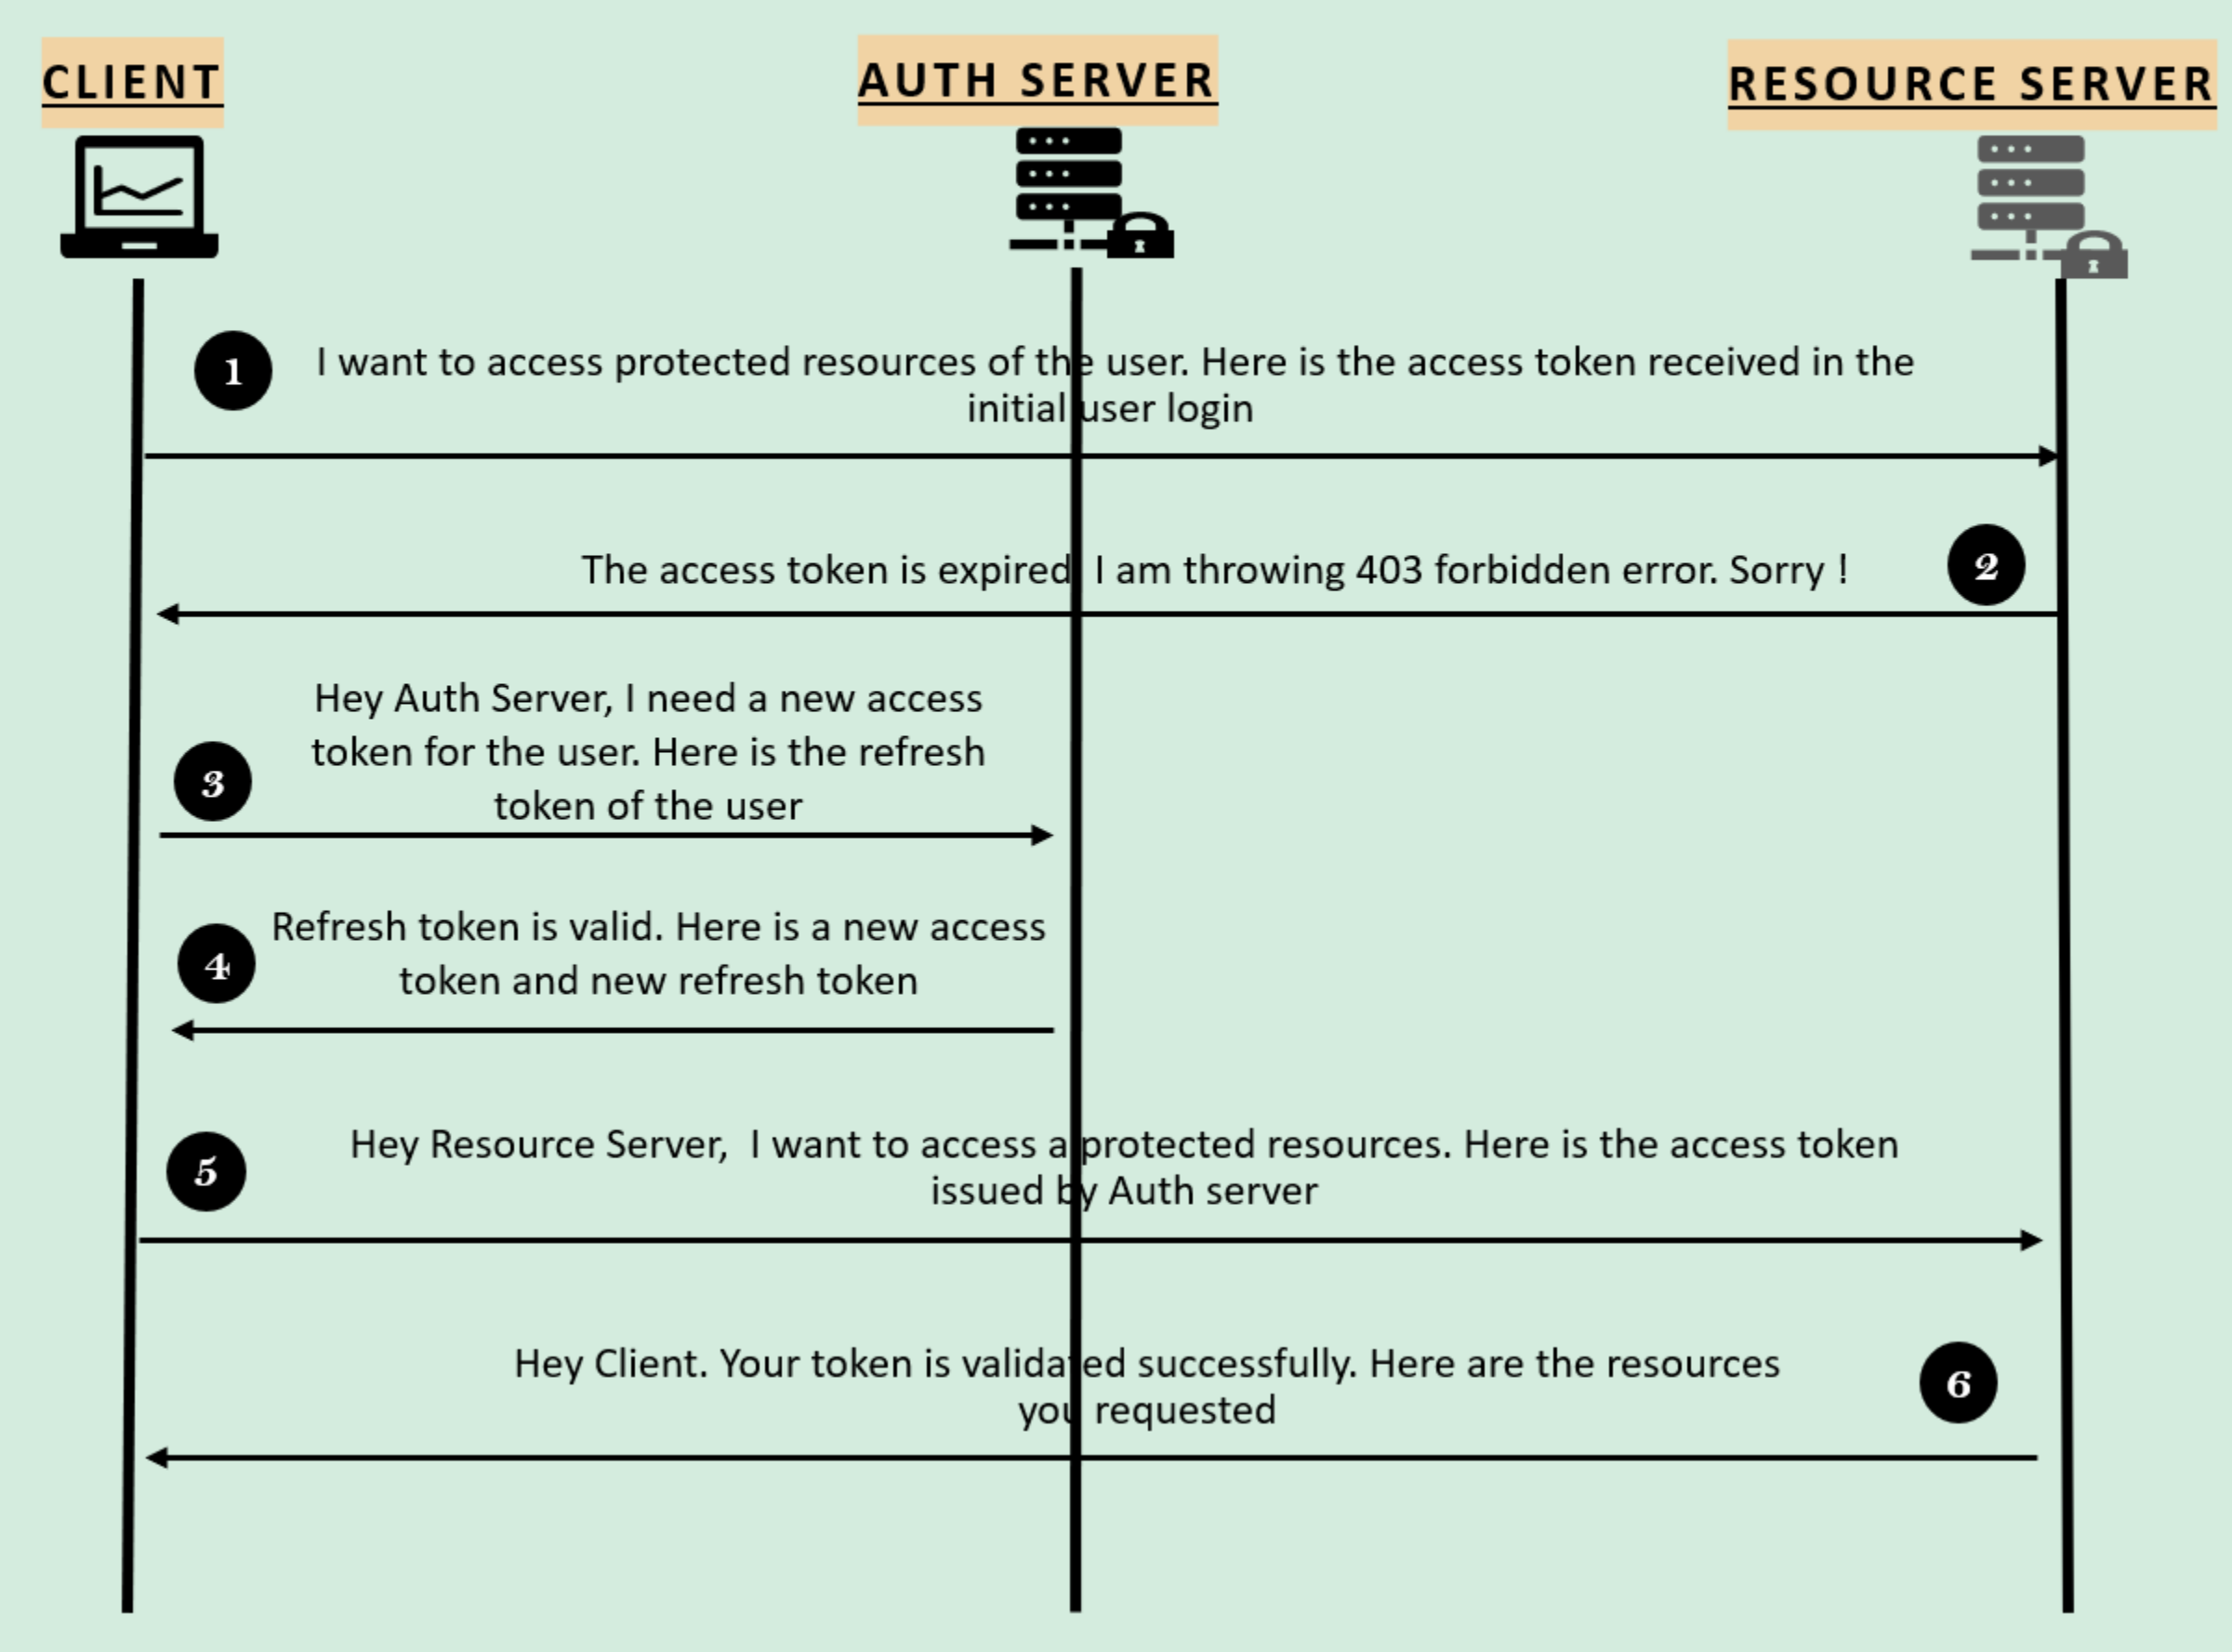 CLIENT
AUTH SERVER
RESOURCE SERVER
1
I want to access protected resources of the user. Here is the access token received in the
initial user login
The access token is expired. I am throwing 403 forbidden error. Sorry !
2
Hey Auth Server, I need a new access
token for the user. Here is the refresh
token of the user
3
Refresh token is valid. Here is a new access
token and new refresh token
4
Hey Resource Server,  I want to access a protected resources. Here is the access token
issued by Auth server
5
Hey Client. Your token is validated successfully. Here are the resources
you requested
6